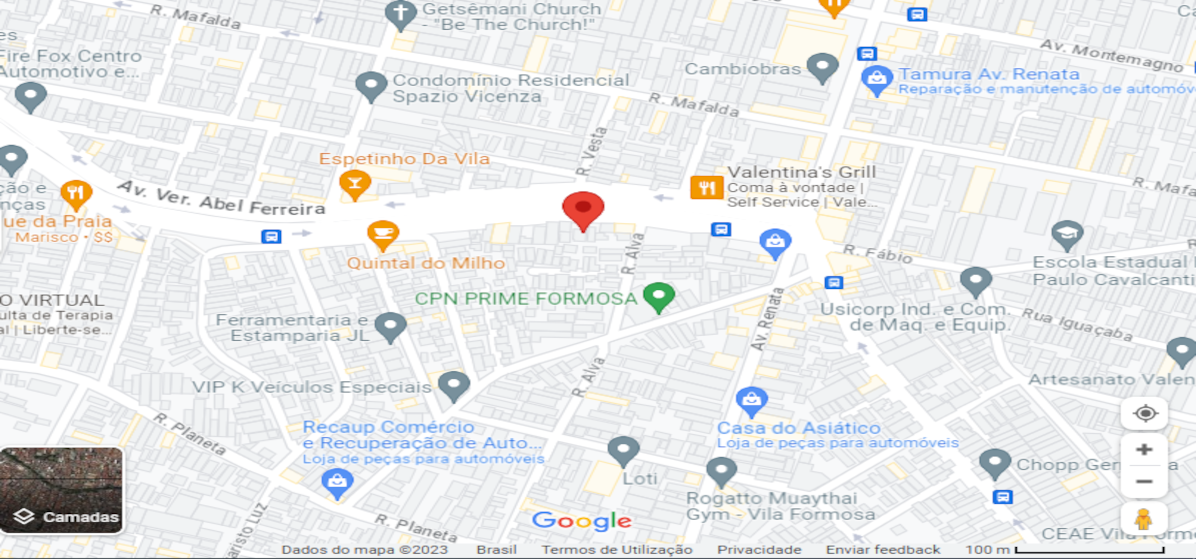 R. Mafalda
Getsêmani Church
- "Be The Church!"
Fire Fox Centro
Automotivo e...
Condomínio Residencial
Spazio Vicenza
Cambiobras
Av. Montemagno
Tamura Av. Renata
Reparação e manutenção de automóv
R. Mafalda
R. Vesta
Espetinho Da Vila
Valentina's Grill
Coma à vontade |
Self Service | Vale...
R. Mafa
Av. Ver. Abel Ferreira
ção e
nças
ue da Praia
Marisco • $$
Quintal do Milho
R. Alva
R. Fábio
Escola Estadual
Paulo Cavalcanti
CPN PRIME FORMOSA
O VIRTUAL
ulta de Terapia
al | Liberte-se...
Ferramentaria e
Estamparia JL
Av. Renata
Usicorp Ind. e Com.
de Maq. e Equip.
Rua Iguaçaba
VIP K Veículos Especiais
R. Alva
Artesanato Valen
R. Planeta
Recaup Comércio
e Recuperação de Auto...
Loja de peças para automóveis
Casa do Asiático
Loja de peças para automóveis
Loti
Rogatto Muaythai
Gym - Vila Formosa
Chopp Ger
Camadas
aristo Luz
R. Planeta
Google
CEAE Vila
Dados do mapa ©2023 Brasil Termos de Utilização Privacidade Enviar feedback 100 m